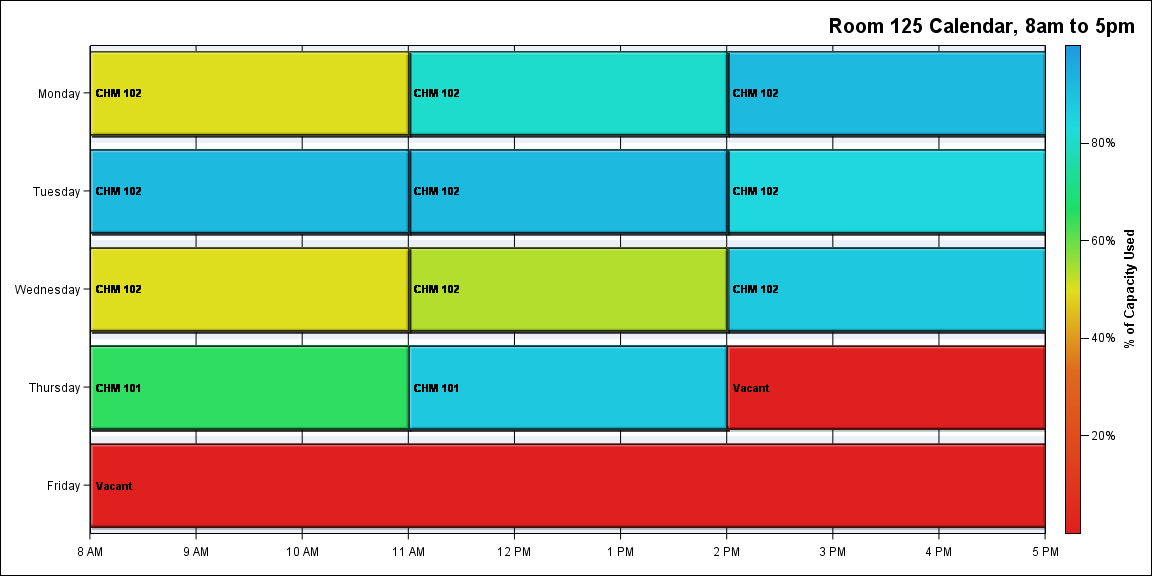 Room 125 Calendar, 8am to 5pm
Monday
CHM 102
CHM 102
CHM 102
Tuesday
CHM 102
CHM 102
CHM 102
Wednesday
CHM 102
CHM 102
CHM 102
Thursday
CHM 101
CHM 101
Vacant
Friday
Vacant
8 AM
9 AM
10 AM
11 AM
12 PM
1 PM
2 PM
3 PM
4 PM
5 PM
80%
60%
40%
20%
% of Capacity Used